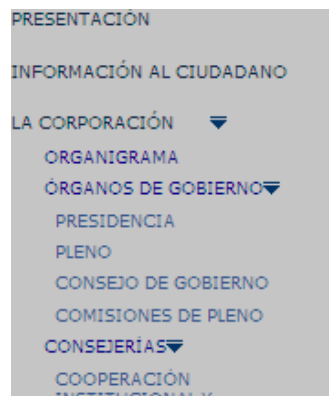 PRESENTACIÓN
INFORMACIÓN AL CIUDADANO
LA CORPORACIÓN
ORGANIGRAMA
ÓRGANOS DE GOBIERNO
PRESIDENCIA
PLENO
CONSEJO DE GOBIERNO
COMISIONES DE PLENO
CONSEJERÍAS
COOPERACIÓN
INSTITUCIONAL Y